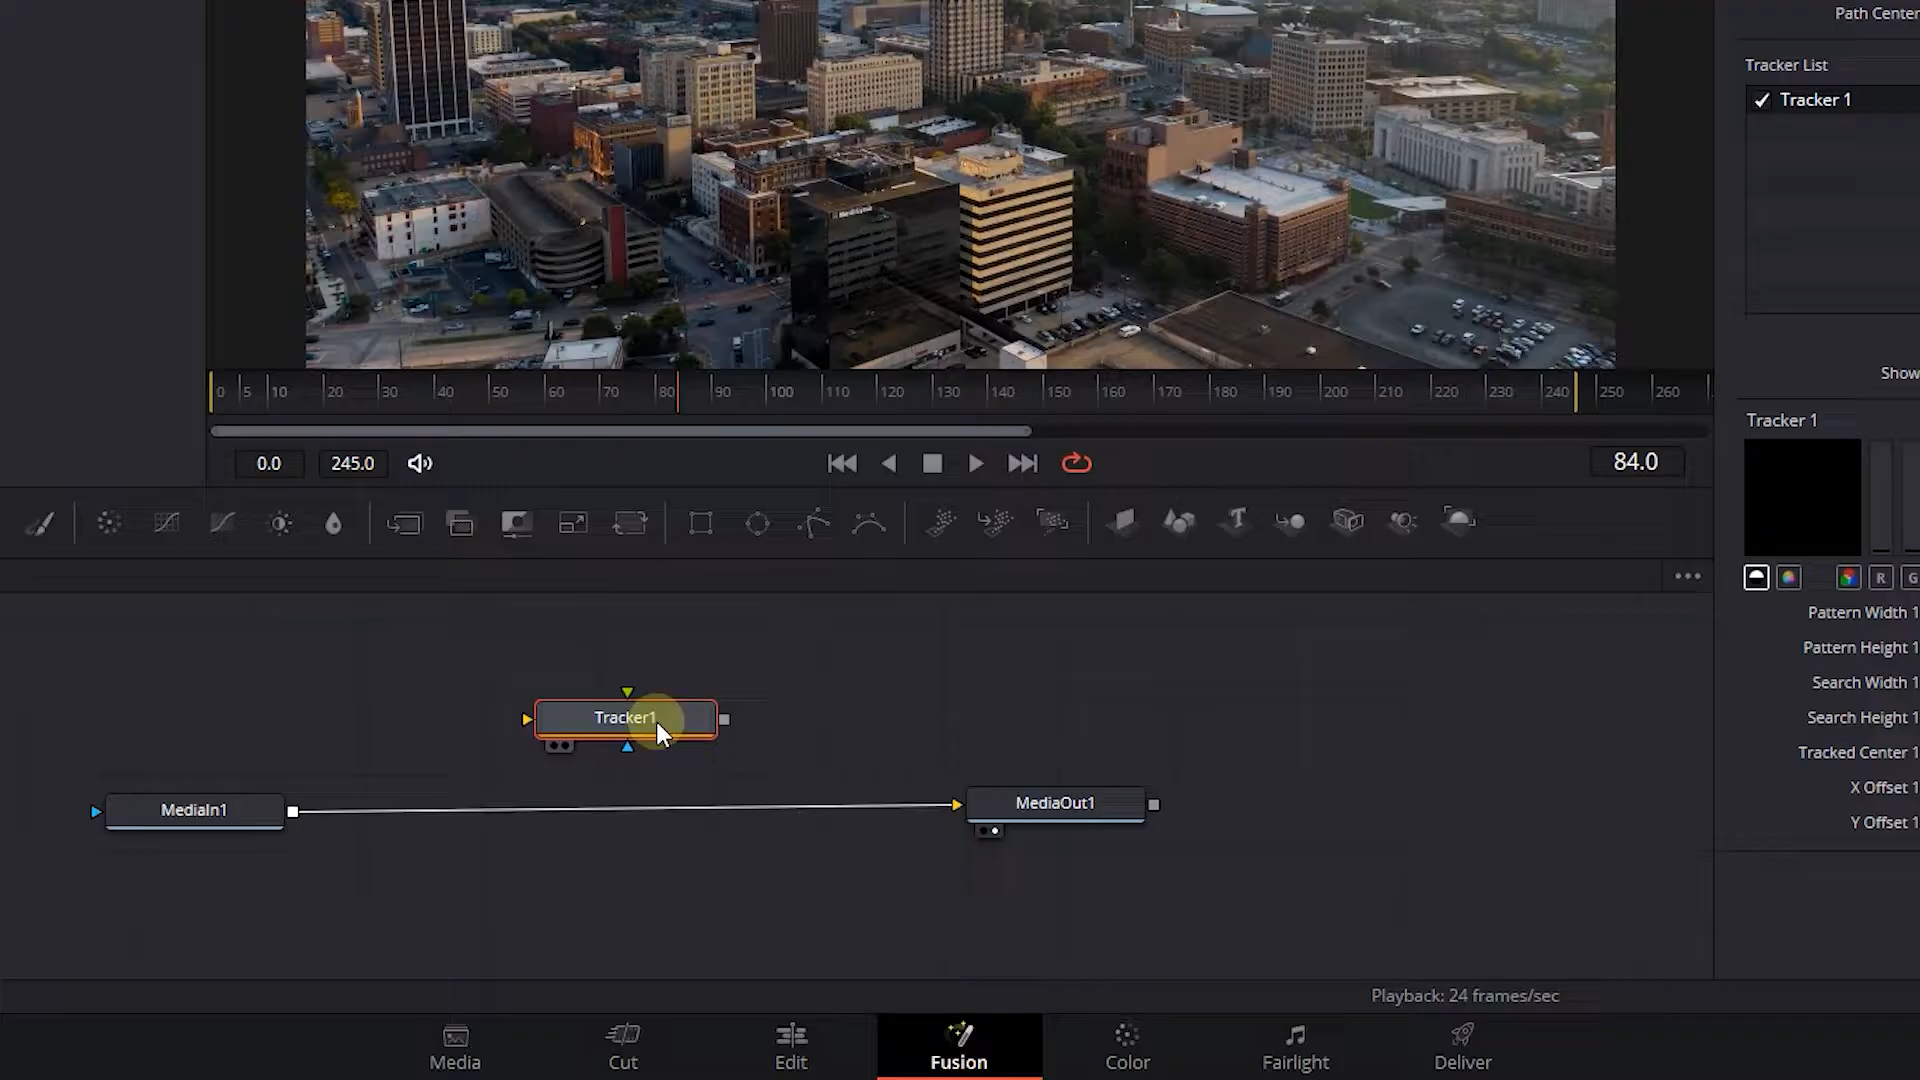 Path Center
Tracker List
Tracker 1
Show
0 5 10 20 30 40 50 60 70 80 90 100 110 120 130 140 150 160 170 180 190 200 210 220 230 240 250 260
0.0 245.0 84.0
Tracker 1
R G
Pattern Width 1
Pattern Height 1
Search Width 1
Search Height 1
Tracked Center 1
X Offset 1
Y Offset 1
Tracker1
MediaIn1
MediaOut1
Playback: 24 frames/sec
Media Cut Edit Fusion Color Fairlight Deliver